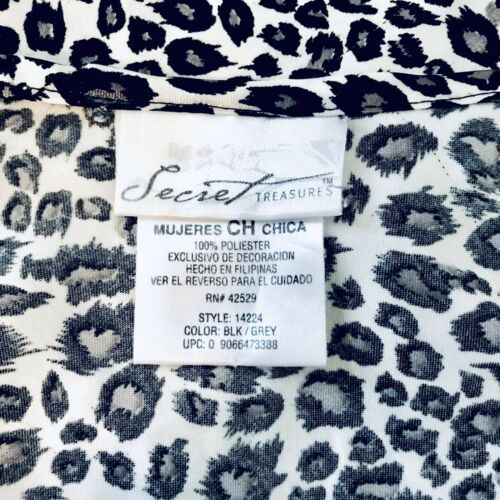 Secret TREASURES™
MUJERES CH CHICA
100% POLIESTER
EXCLUSIVO DE DECORACION
HECHO EN FILIPINAS
VER EL REVERSO PARA EL CUIDADO
RN# 42529
STYLE: 14224
COLOR: BLK / GREY
UPC: 0 9066473388